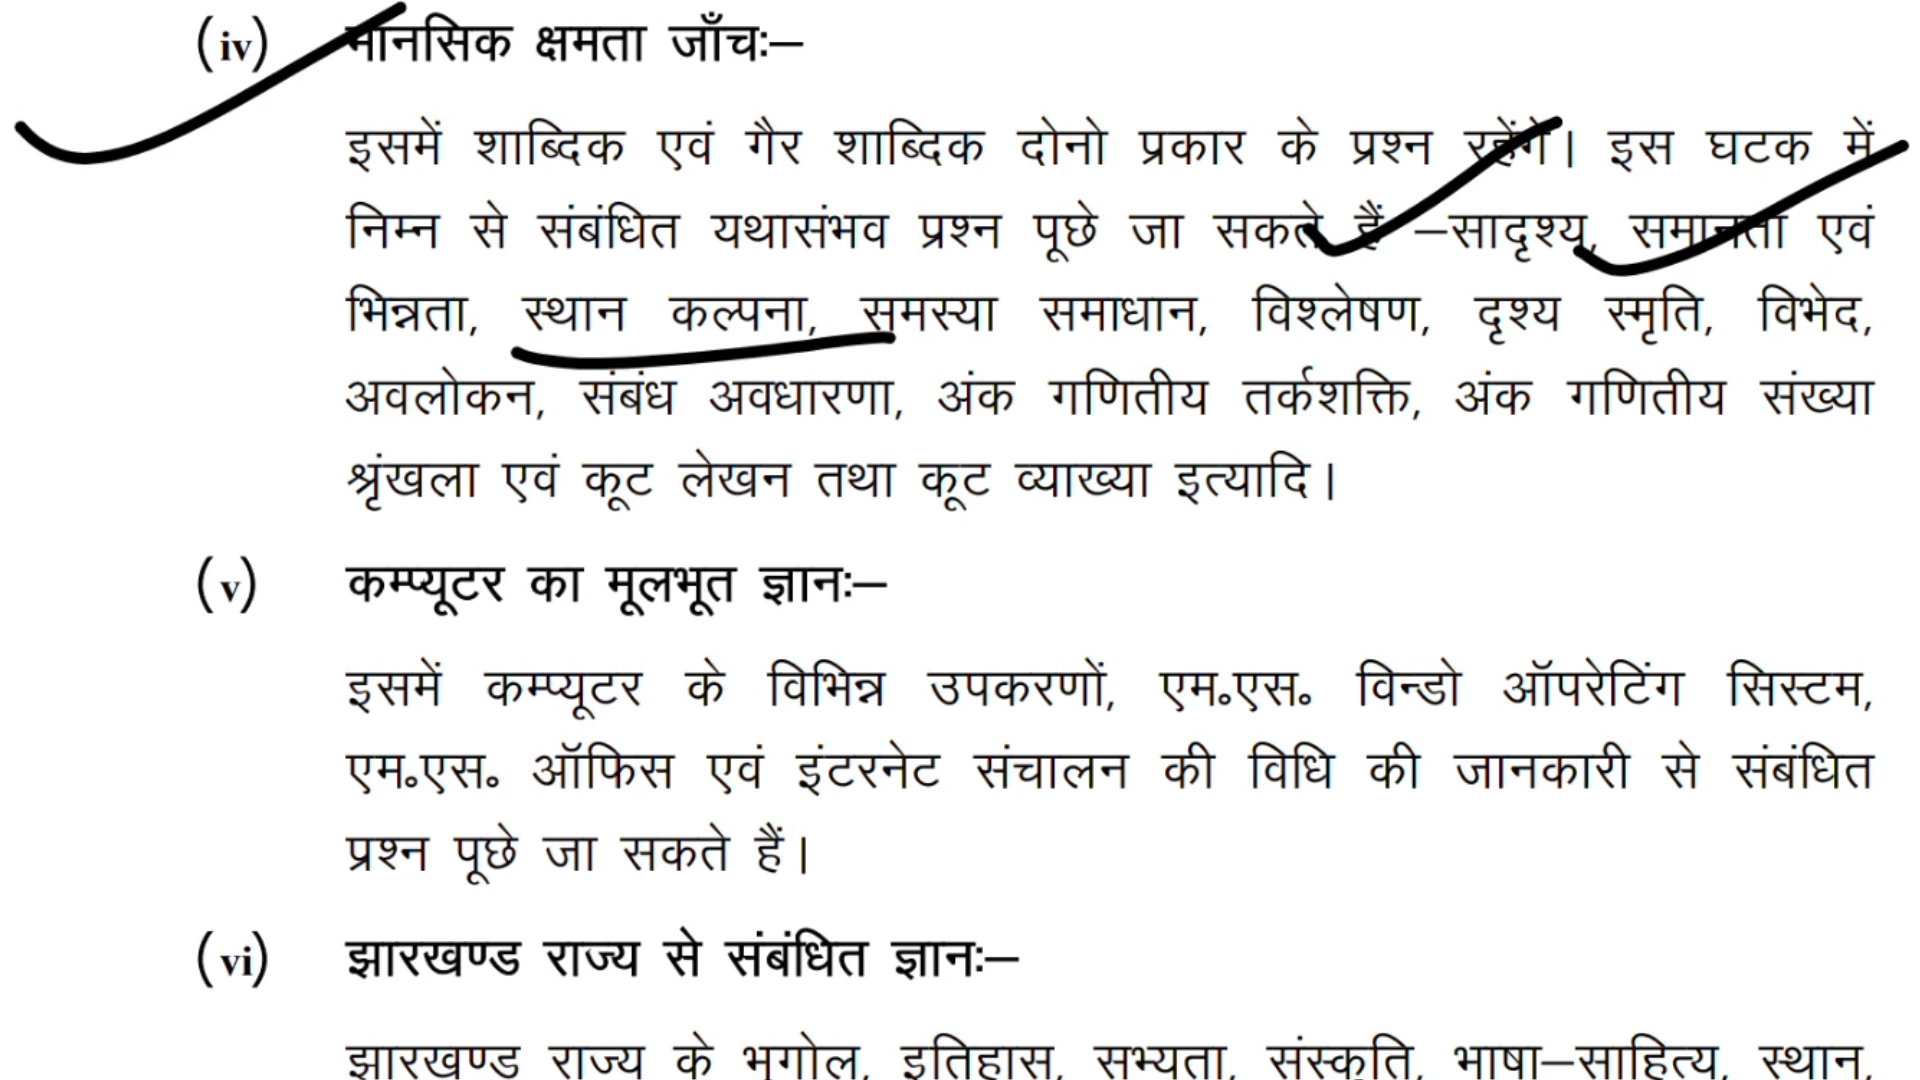 (iv) मानसिक क्षमता जाँचः–
इसमें शाब्दिक एवं गैर शाब्दिक दोनो प्रकार के प्रश्न रहेंगे। इस घटक में
निम्न से संबंधित यथासंभव प्रश्न पूछे जा सकते हैं –सादृश्य, समानता एवं
भिन्नता, स्थान कल्पना, समस्या समाधान, विश्लेषण, दृश्य स्मृति, विभेद,
अवलोकन, संबंध अवधारणा, अंक गणितीय तर्कशक्ति, अंक गणितीय संख्या
श्रृंखला एवं कूट लेखन तथा कूट व्याख्या इत्यादि।
(v) कम्प्यूटर का मूलभूत ज्ञानः–
इसमें कम्प्यूटर के विभिन्न उपकरणों, एम॰एस॰ विन्डो ऑपरेटिंग सिस्टम,
एम॰एस॰ ऑफिस एवं इंटरनेट संचालन की विधि की जानकारी से संबंधित
प्रश्न पूछे जा सकते हैं।
(vi) झारखण्ड राज्य से संबंधित ज्ञानः–
झारखण्ड राज्य के भूगोल, इतिहास, सभ्यता, संस्कृति, भाषा–साहित्य, स्थान,